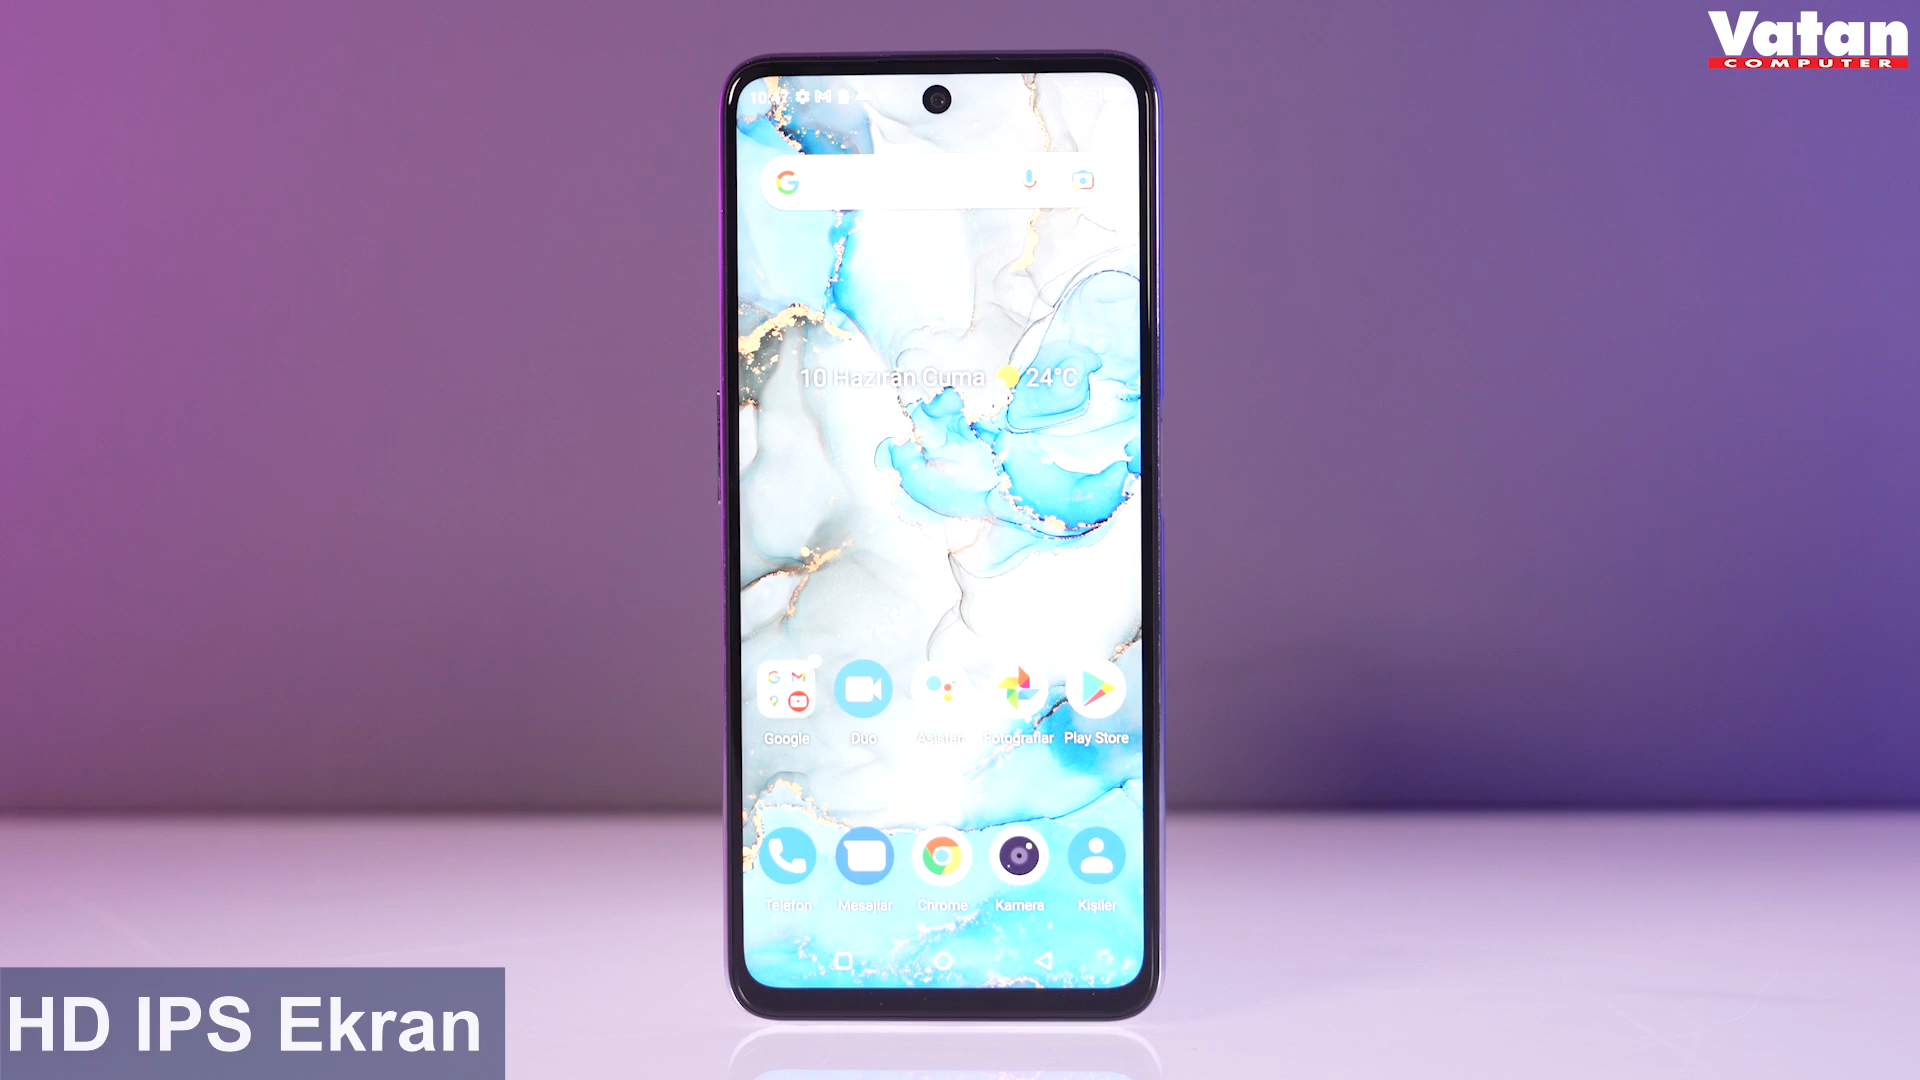 Vatan
COMPUTER
10 Haziran Cuma 24°C
Google Duo Asistan Fotoğraflar Play Store
Telefon Mesajlar Chrome Kamera Kişiler
HD IPS Ekran